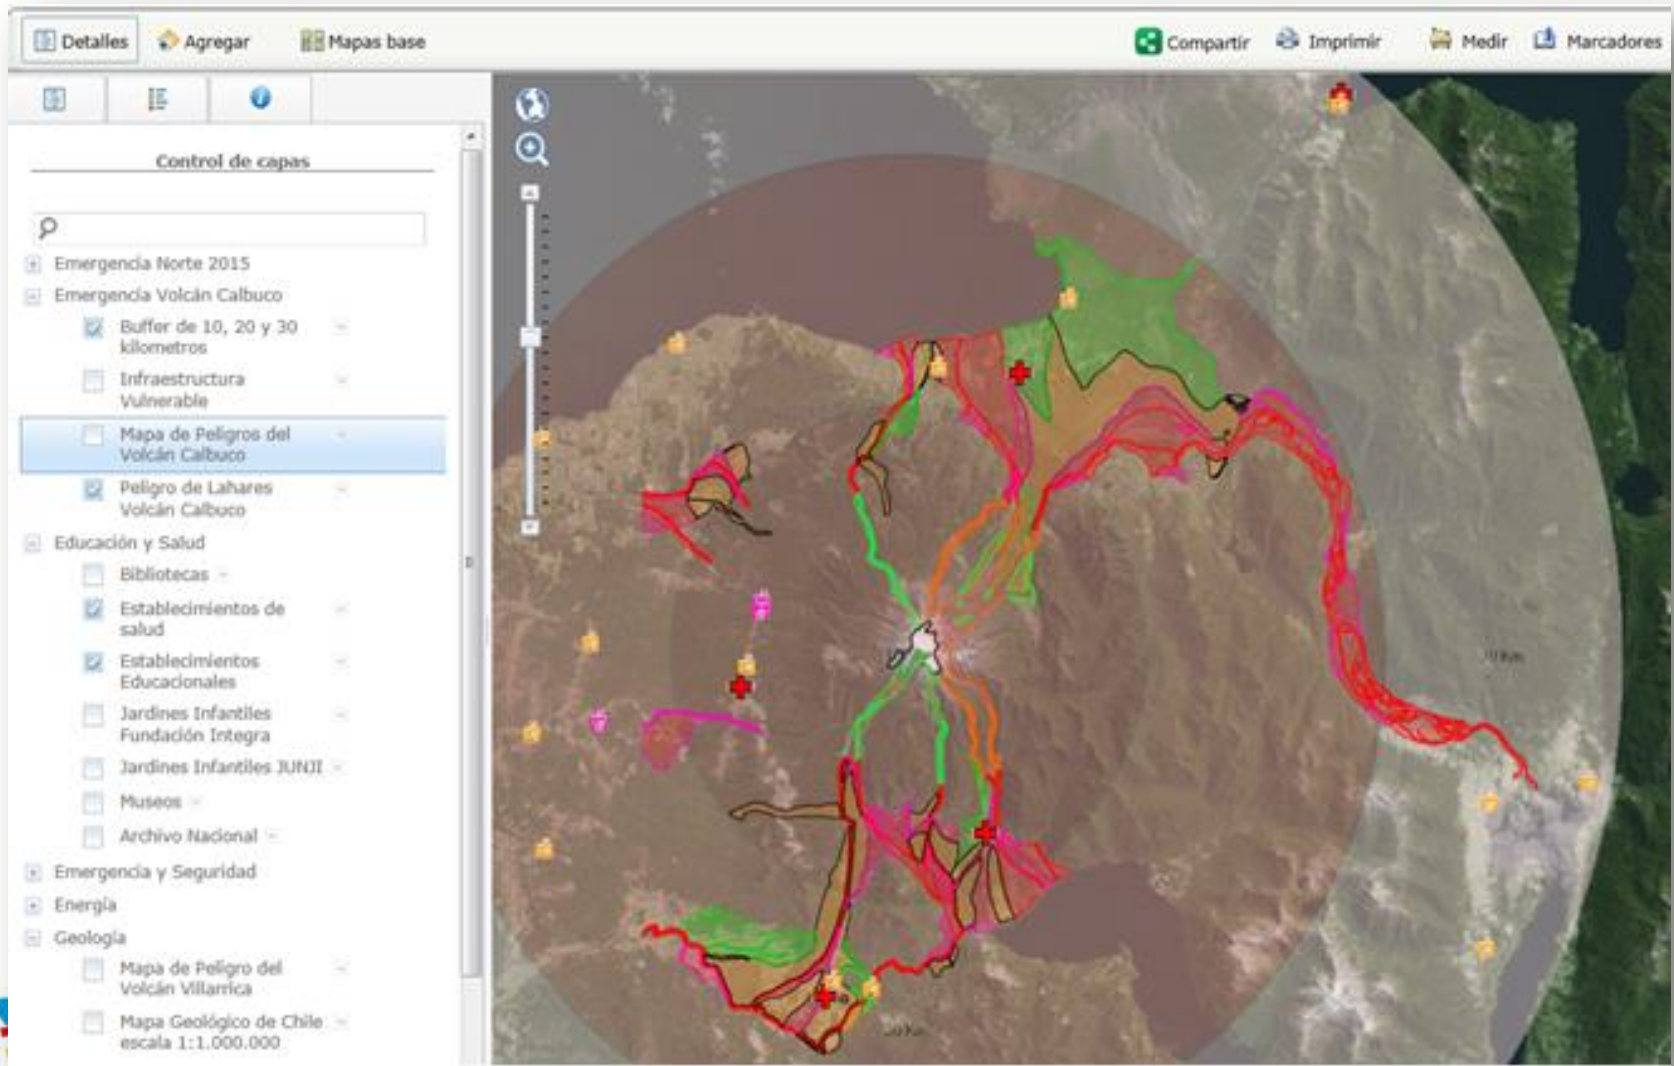 Detalles
Agregar
Mapas base
Compartir
Imprimir
Medir
Marcadores
Control de capas
Emergencia Norte 2015
Emergencia Volcán Calbuco
Buffer de 10, 20 y 30
kilometros
Infraestructura
Vulnerable
Mapa de Peligros del
Volcán Calbuco
Peligro de Lahares
Volcán Calbuco
Educación y Salud
Bibliotecas
Establecimientos de
salud
Establecimientos
Educacionales
Jardines Infantiles
Fundación Integra
Jardines Infantiles JUNJI
Museos
Archivo Nacional
Emergencia y Seguridad
Energía
Geología
Mapa de Peligro del
Volcán Villarrica
Mapa Geológico de Chile
escala 1:1.000.000